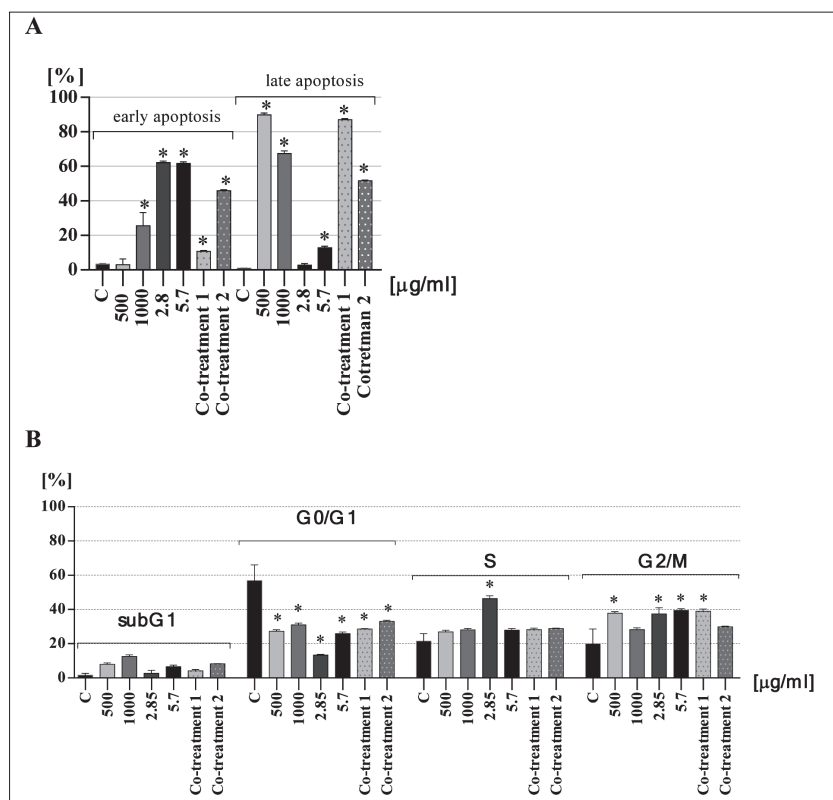 A
[%]
late apoptosis
100
early apoptosis
80
60
40
20
0
* * * * * * * * * *
C 500 1000 2.8 5.7 Co-treatment 1 Co-treatment 2 C 500 1000 2.8 5.7 Co-treatment 1 Cotretman 2
[μg/ml]
B
[%]
100
G0/G1
80
S G2/M
60
subG1
40
20
0
* * * * * * * * * * *
C 500 1000 2.85 5.7 Co-treatment 1 Co-treatment 2 C 500 1000 2.85 5.7 Co-treatment 1 Co-treatment 2 C 500 1000 2.85 5.7 Co-treatment 1 Co-treatment 2 C 500 1000 2.85 5.7 Co-treatment 1 Co-treatment 2
[μg/ml]